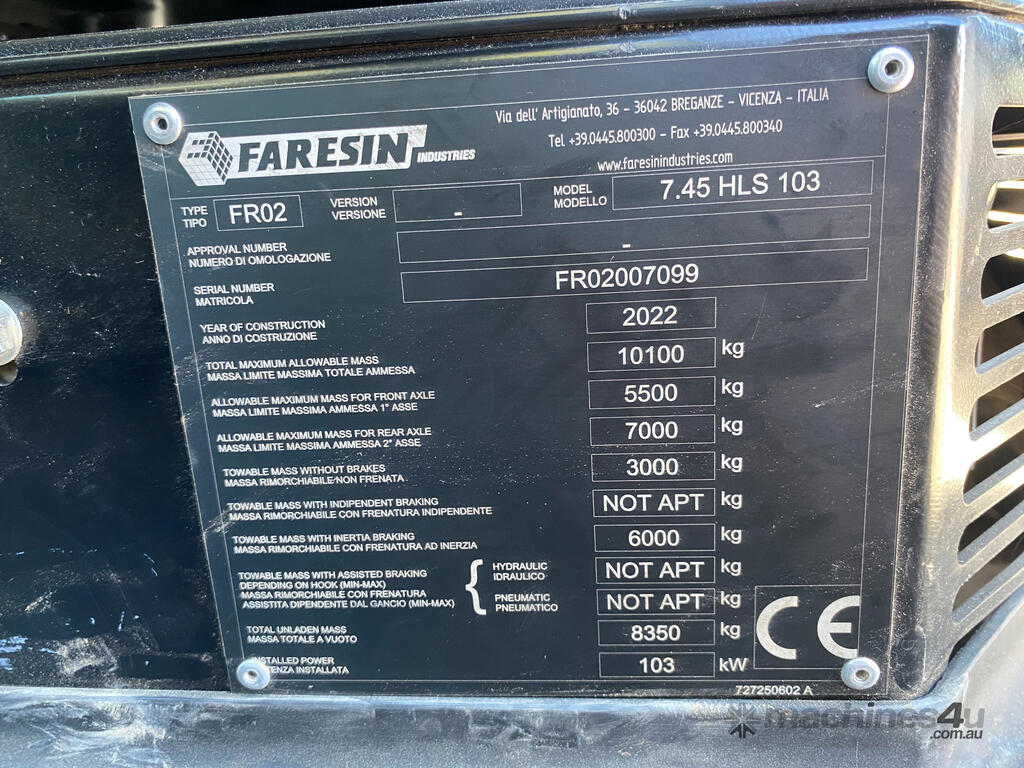 FARESIN INDUSTRIES
Via dell' Artigianato, 36 - 36042 BREGANZE - VICENZA - ITALIA
Tel +39.0445.800300 - Fax +39.0445.800340
www.faresinindustries.com
TYPE
TIPO
FR02
VERSION
VERSIONE
-
MODEL
MODELLO
7.45 HLS 103
APPROVAL NUMBER
NUMERO DI OMOLOGAZIONE
-
SERIAL NUMBER
MATRICOLA
FR02007099
YEAR OF CONSTRUCTION
ANNO DI COSTRUZIONE
2022
TOTAL MAXIMUM ALLOWABLE MASS
MASSA LIMITE MASSIMA TOTALE AMMESSA
10100 kg
ALLOWABLE MAXIMUM MASS FOR FRONT AXLE
MASSA LIMITE MASSIMA AMMESSA 1° ASSE
5500 kg
ALLOWABLE MAXIMUM MASS FOR REAR AXLE
MASSA LIMITE MASSIMA AMMESSA 2° ASSE
7000 kg
TOWABLE MASS WITHOUT BRAKES
MASSA RIMORCHIABILE NON FRENATA
3000 kg
TOWABLE MASS WITH INDIPENDENT BRAKING
MASSA RIMORCHIABILE CON FRENATURA INDIPENDENTE
NOT APT kg
TOWABLE MASS WITH INERTIA BRAKING
MASSA RIMORCHIABILE CON FRENATURA AD INERZIA
6000 kg
TOWABLE MASS WITH ASSISTED BRAKING
DEPENDING ON HOOK (MIN-MAX)
MASSA RIMORCHIABILE CON FRENATURA
ASSISTITA DIPENDENTE DAL GANCIO (MIN-MAX)
{
HYDRAULIC
IDRAULICO
NOT APT kg
PNEUMATIC
PNEUMATICO
NOT APT kg
TOTAL UNLADEN MASS
MASSA TOTALE A VUOTO
8350 kg
INSTALLED POWER
POTENZA INSTALLATA
103 kW
CE
727250602 A
machines4u
.com.au